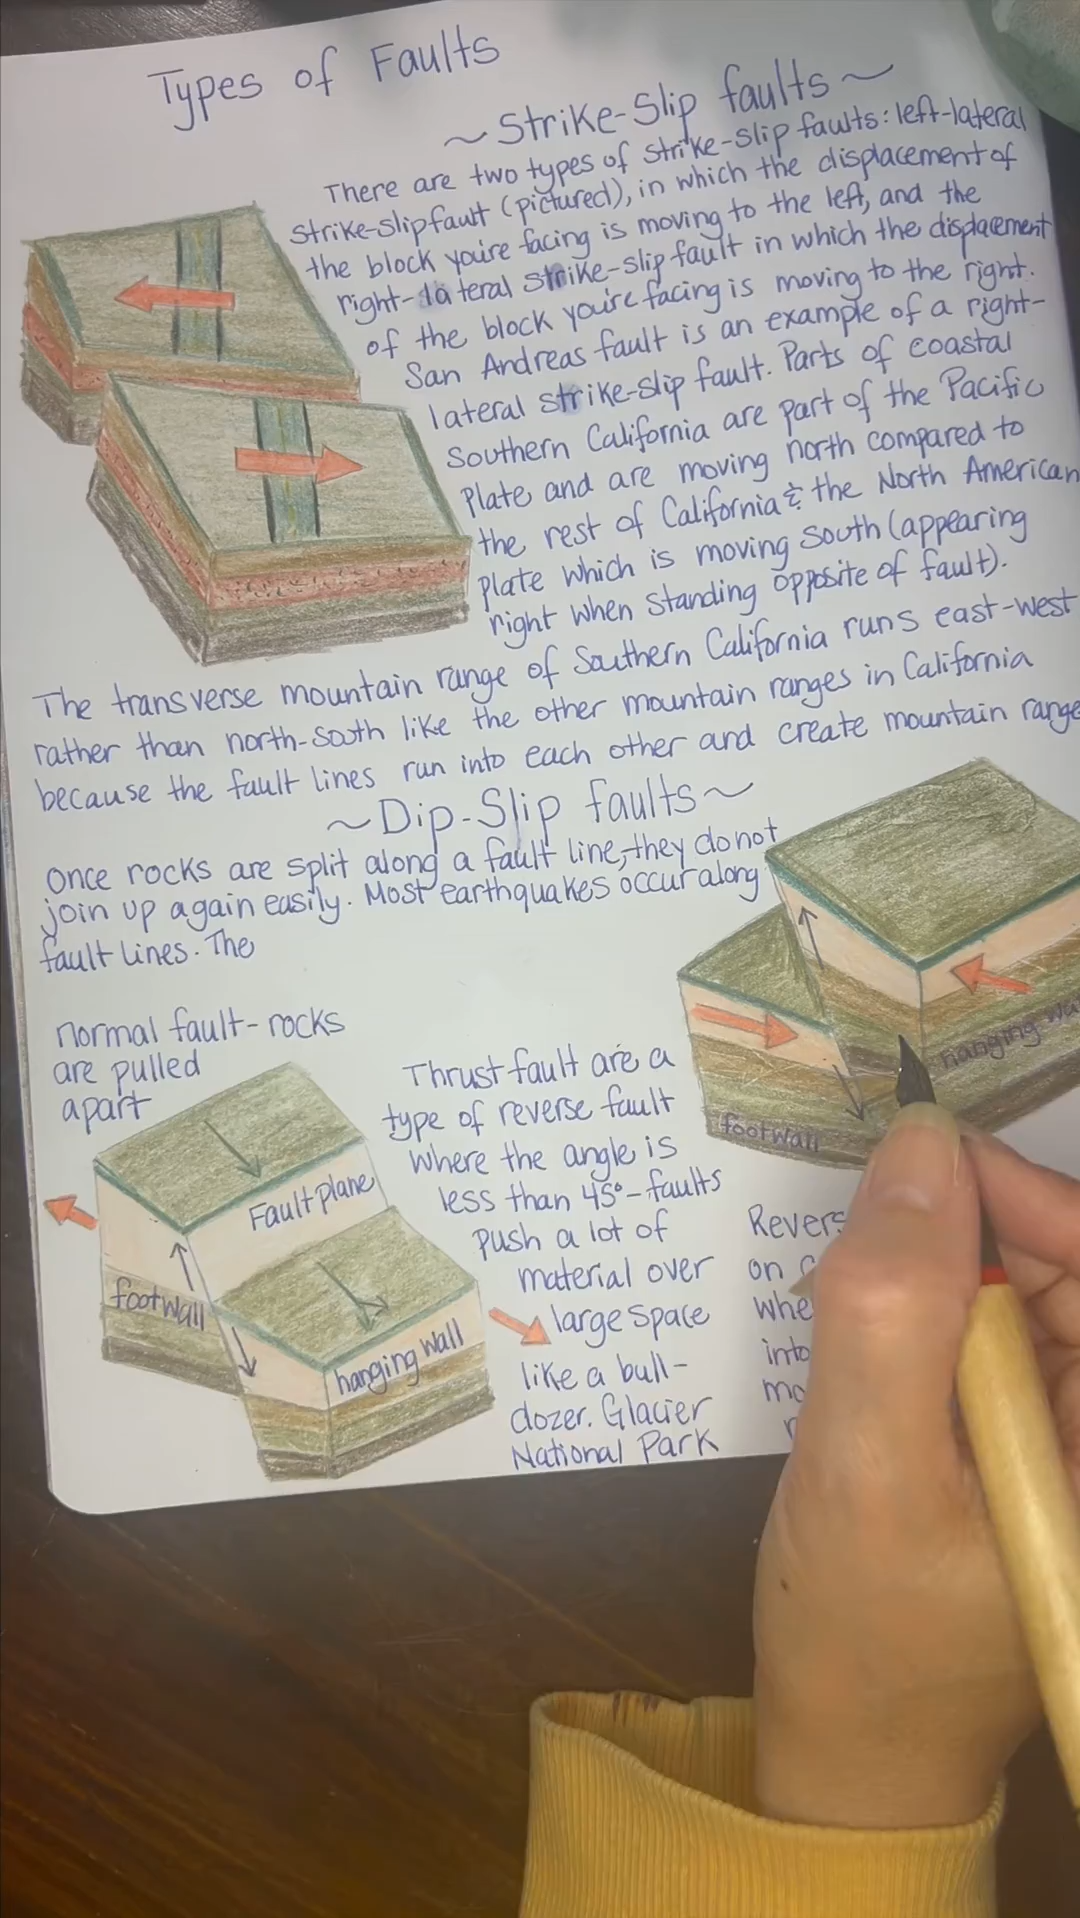 Types of Faults
~Strike-Slip faults~
There are two types of strike-slip faults: left-lateral
strike-slip fault (pictured), in which the displacement of
the block you're facing is moving to the left, and the
right-lateral strike-slip fault in which the displacement
of the block you're facing is moving to the right.
San Andreas fault is an example of a right-
lateral strike-slip fault. Parts of coastal
Southern California are part of the Pacific
plate and are moving north compared to
the rest of California & the North American
plate which is moving south (appearing
right when standing opposite of fault).
The transverse mountain range of Southern California runs east-west
rather than north-south like the other mountain ranges in California
because the fault lines run into each other and create mountain range
~Dip-Slip faults~
Once rocks are split along a fault line, they do not
join up again easily. Most earthquakes occur along
fault lines. The
normal fault-rocks
are pulled
apart
Fault plane
footwall
hanging wall
Thrust fault are a
type of reverse fault
where the angle is
less than 45°-faults
push a lot of
material over
large space
like a bull-
dozer. Glacier
National Park
hanging wa
footwall
Revers
on
whe
into
mo